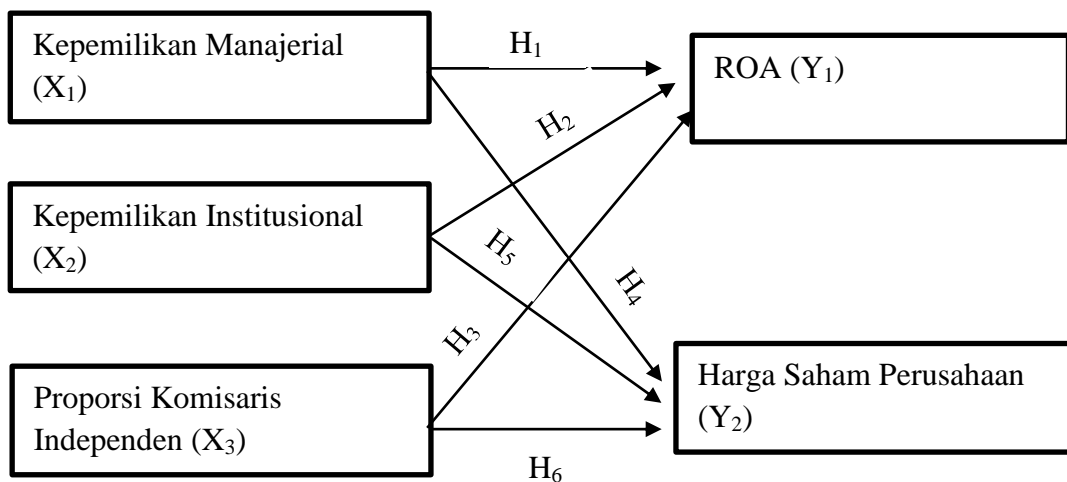 Kepemilikan Manajerial
(X₁)
H₁
ROA (Y₁)
H₂
Kepemilikan Institusional
(X₂)
H₅
H₄
H₃
Proporsi Komisaris
Independen (X₃)
Harga Saham Perusahaan
(Y₂)
H₆